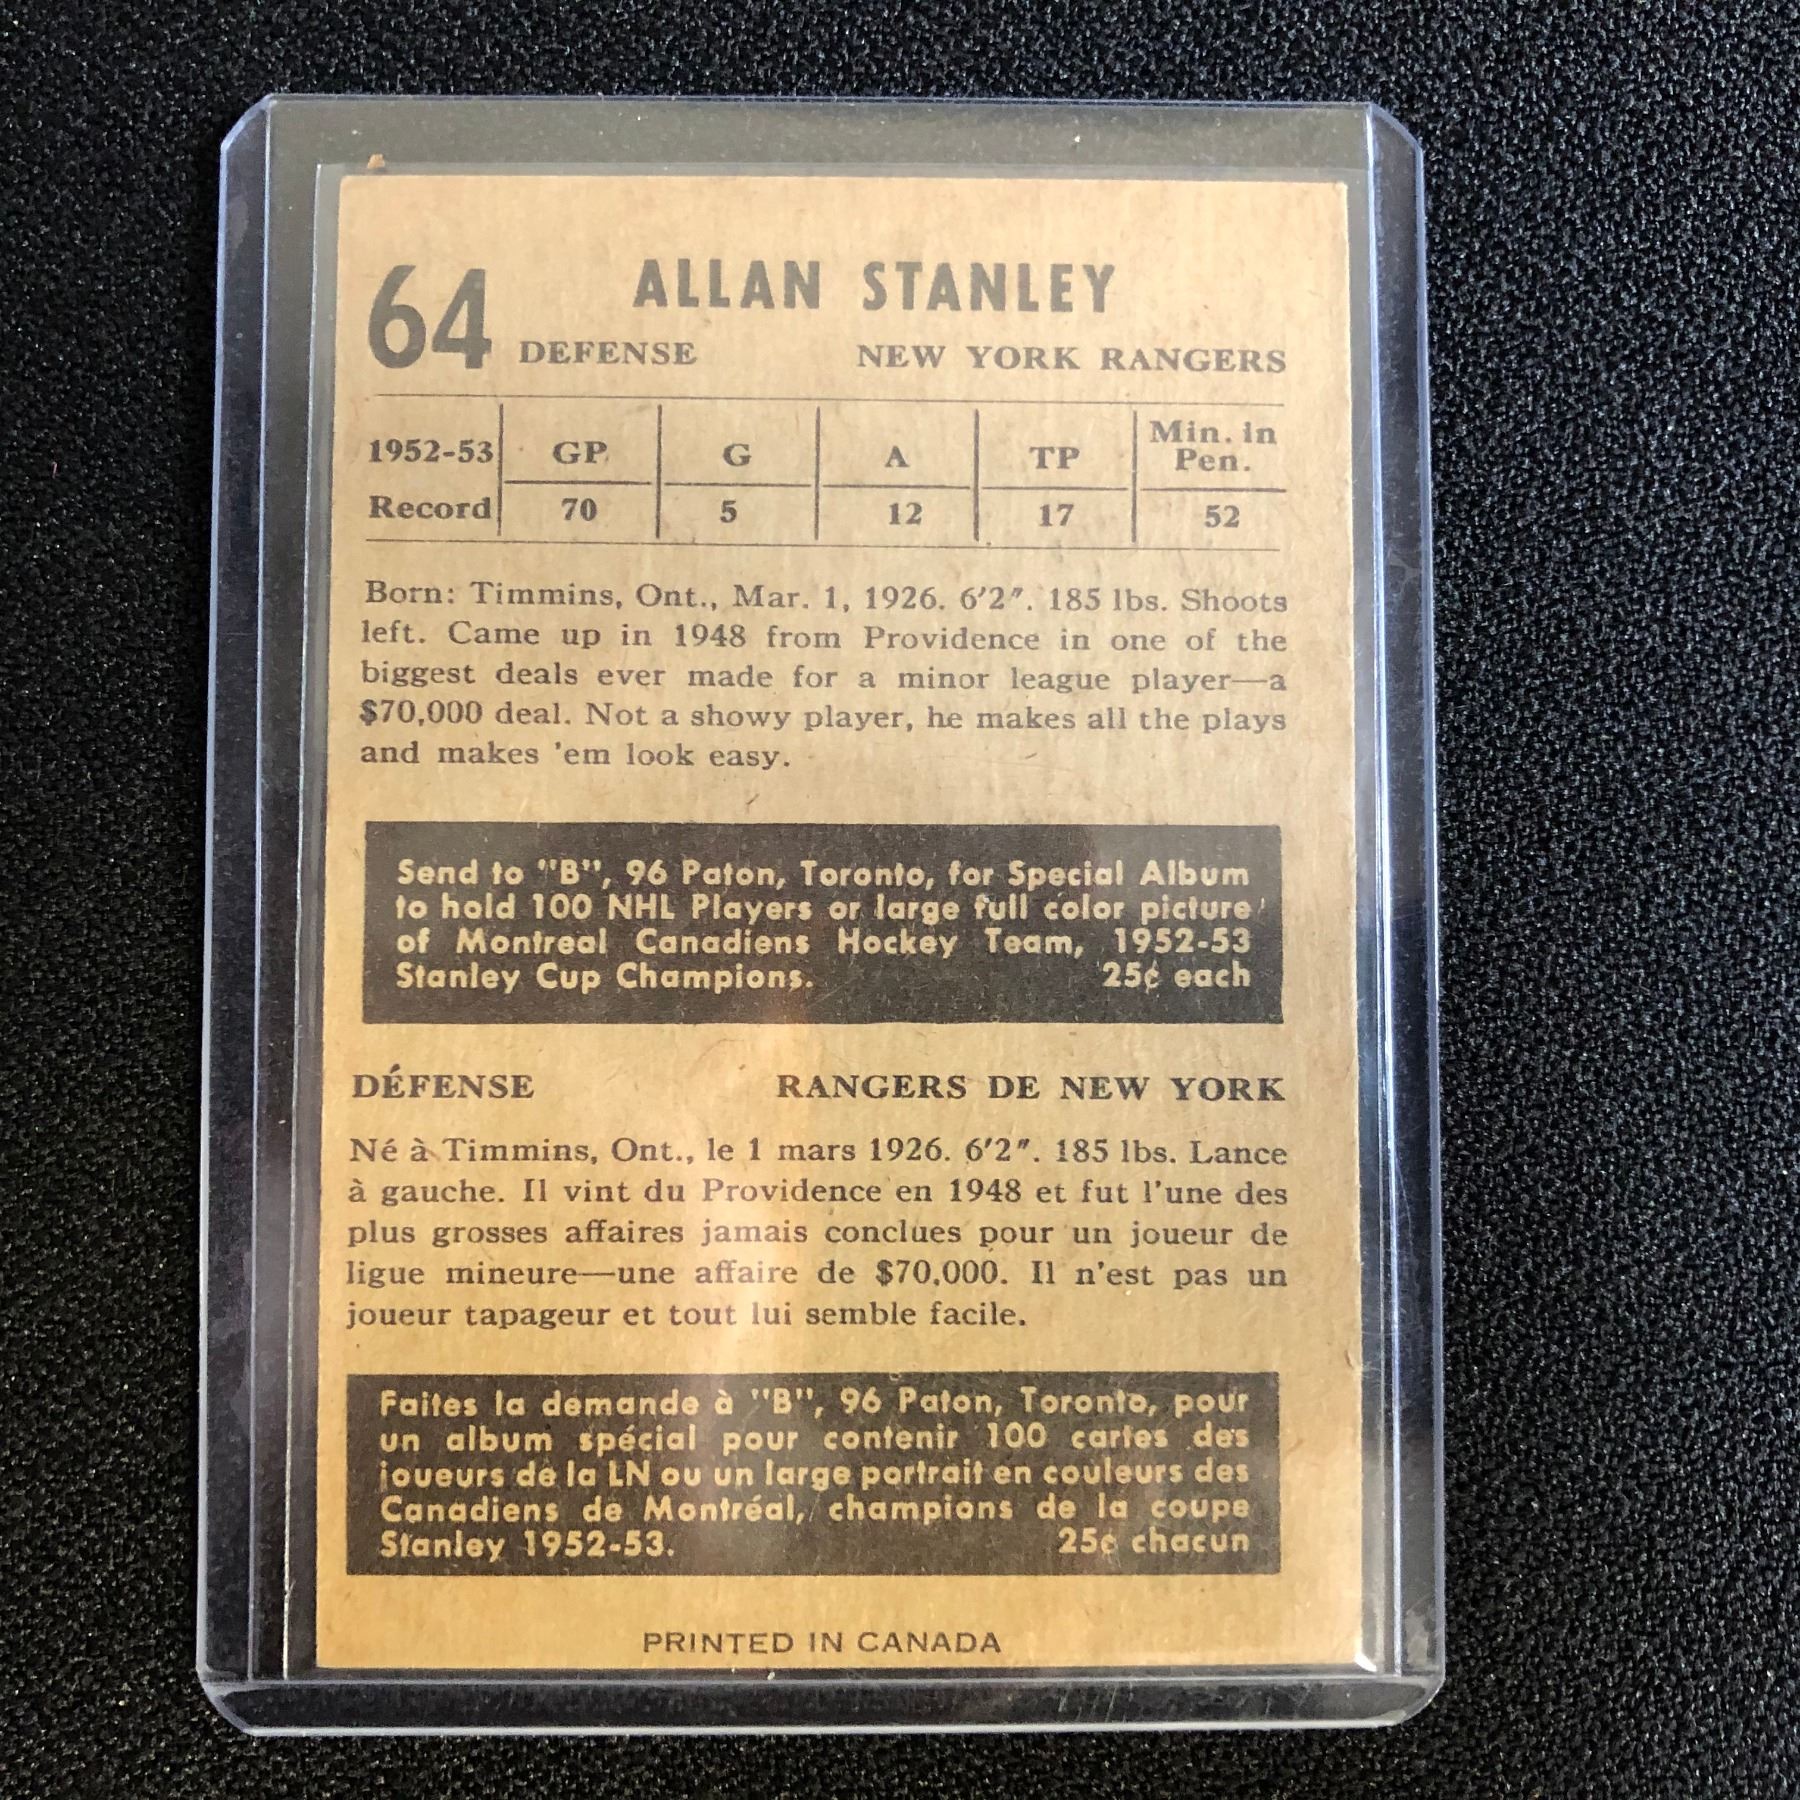 64 ALLAN STANLEY
DEFENSE NEW YORK RANGERS
1952-53 GP G A TP Min. in Pen.
Record 70 5 12 17 52
Born: Timmins, Ont., Mar. 1, 1926. 6'2". 185 lbs. Shoots
left. Came up in 1948 from Providence in one of the
biggest deals ever made for a minor league player—a
$70,000 deal. Not a showy player, he makes all the plays
and makes 'em look easy.
Send to "B", 96 Paton, Toronto, for Special Album
to hold 100 NHL Players or large full color picture
of Montreal Canadiens Hockey Team, 1952-53
Stanley Cup Champions. 25¢ each
DÉFENSE RANGERS DE NEW YORK
Né à Timmins, Ont., le 1 mars 1926. 6'2". 185 lbs. Lance
à gauche. Il vint du Providence en 1948 et fut l'une des
plus grosses affaires jamais conclues pour un joueur de
ligue mineure—une affaire de $70,000. Il n'est pas un
joueur tapageur et tout lui semble facile.
Faites la demande à "B", 96 Paton, Toronto, pour
un album spécial pour contenir 100 cartes des
joueurs de la LN ou un large portrait en couleurs des
Canadiens de Montréal, champions de la coupe
Stanley 1952-53. 25¢ chacun
PRINTED IN CANADA